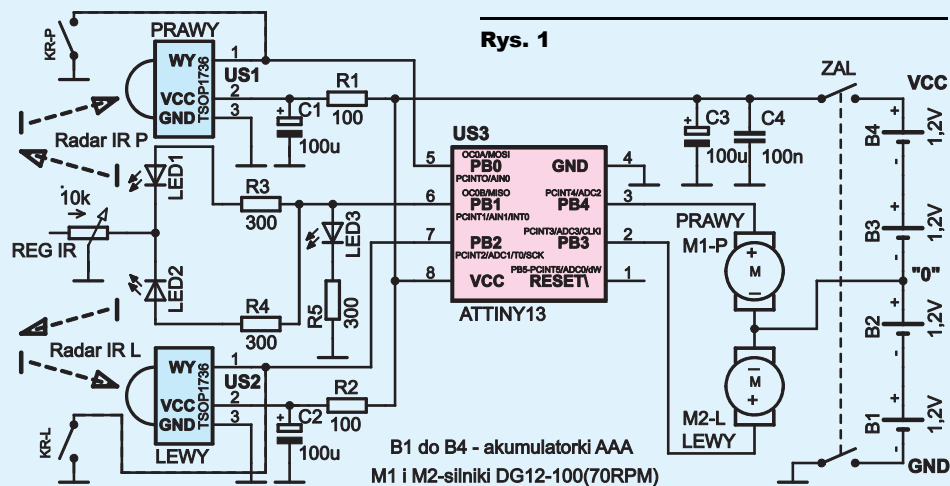 Rys. 1
KR-P
PRAWY
WY 1
US1
VCC 2
GND 3
TSOP1736
Radar IR P
+
C1
100u
R1
100
ZAL
VCC
+
C3
100u
C4
100n
+
B4
1,2V
-
LED1
10k
REG IR
LED2
R3
300
LED3
R4
300
R5
300
US3
5 OC0A/MOSI
PB0
PCINTO/AIN0
GND 4
6 OC0B/MISO
PB1
PCINT1/AIN1/INT0
PCINT4/ADC2
PB4 3
7 PB2
PCINT2/ADC1/T0/SCK
PCINT3/ADC3/CLKI
PB3 2
8 VCC
PB5-PCINT5/ADC0/dW
RESET\ 1
ATTINY13
PRAWY
M1-P
+
M
-
+
B3
1,2V
-
"0"
+
B2
1,2V
-
Radar IR L
WY 1
US2
VCC 2
GND 3
TSOP1736
LEWY
KR-L
+
C2
100u
R2
100
-
M
+
M2-L
LEWY
+
B1
1,2V
-
GND
B1 do B4 - akumulatorki AAA
M1 i M2-silniki DG12-100(70RPM)